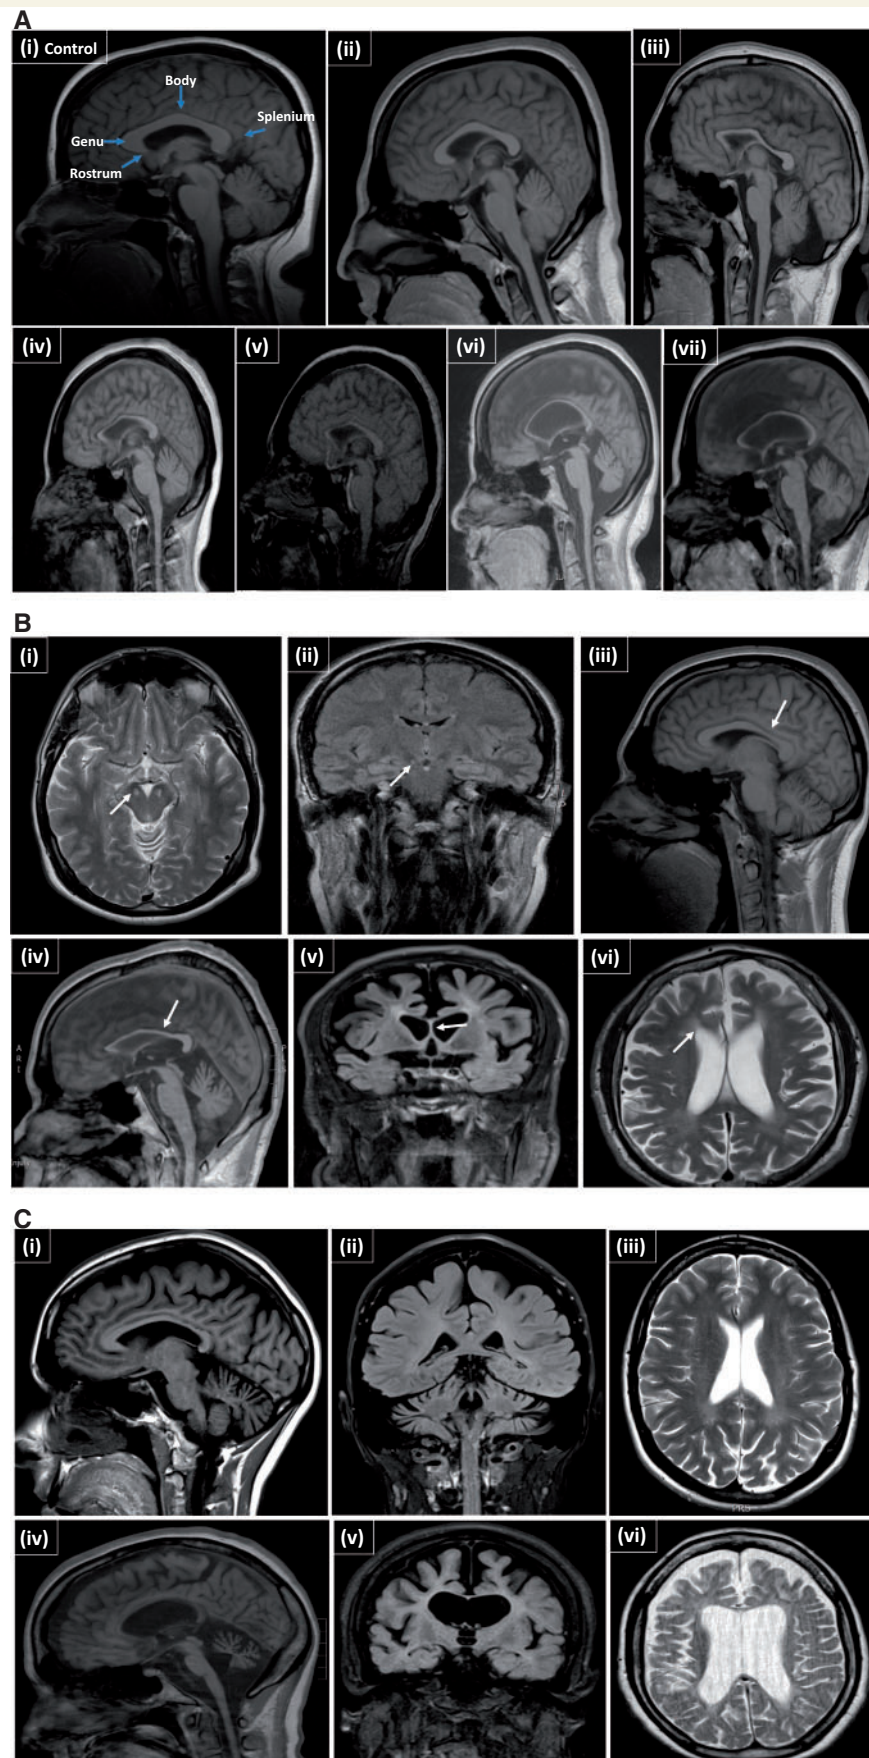 A
(i) Control
Body
Splenium
Genu
Rostrum
(ii)
(iii)
(iv)
(v)
(vi)
(vii)
B
(i)
(ii)
(iii)
(iv)
A
R
I
P
S
(v)
(vi)
C
(i)
(ii)
(iii)
(iv)
(v)
(vi)